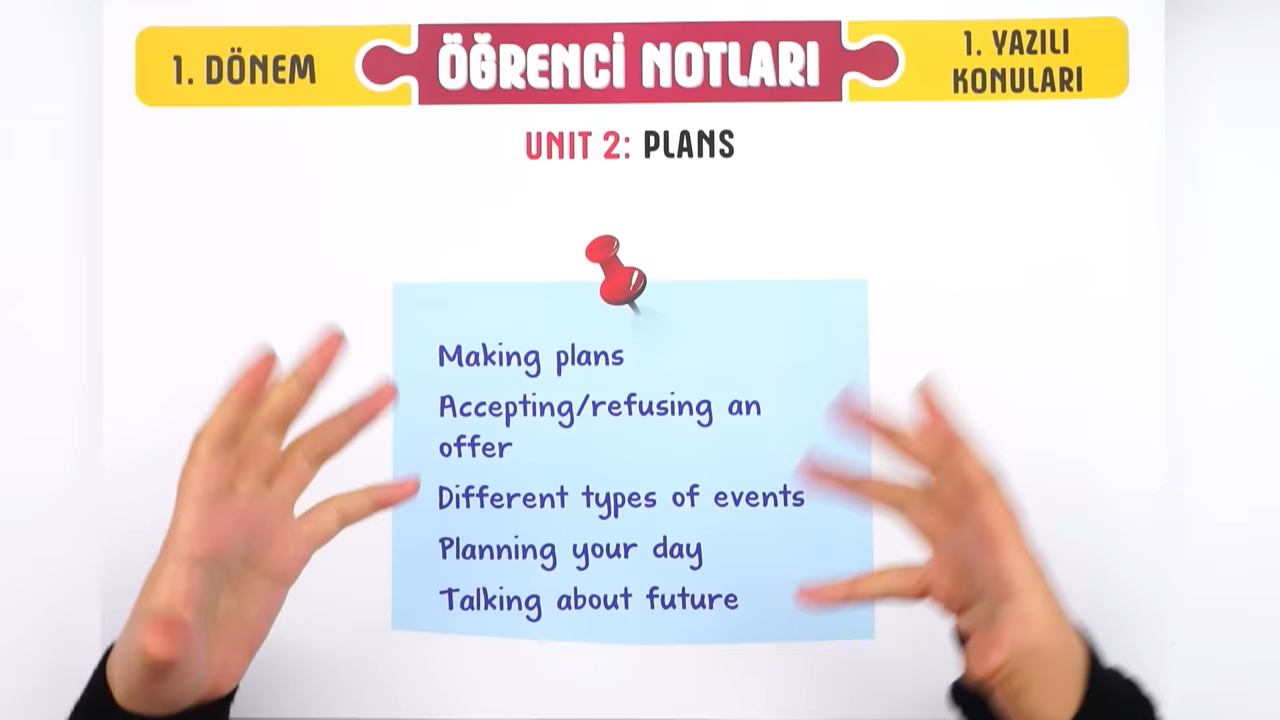 1. DÖNEM
ÖĞRENCİ NOTLARI
1. YAZILI
KONULARI
UNIT 2: PLANS
Making plans
Accepting/refusing an
offer
Different types of events
Planning your day
Talking about future